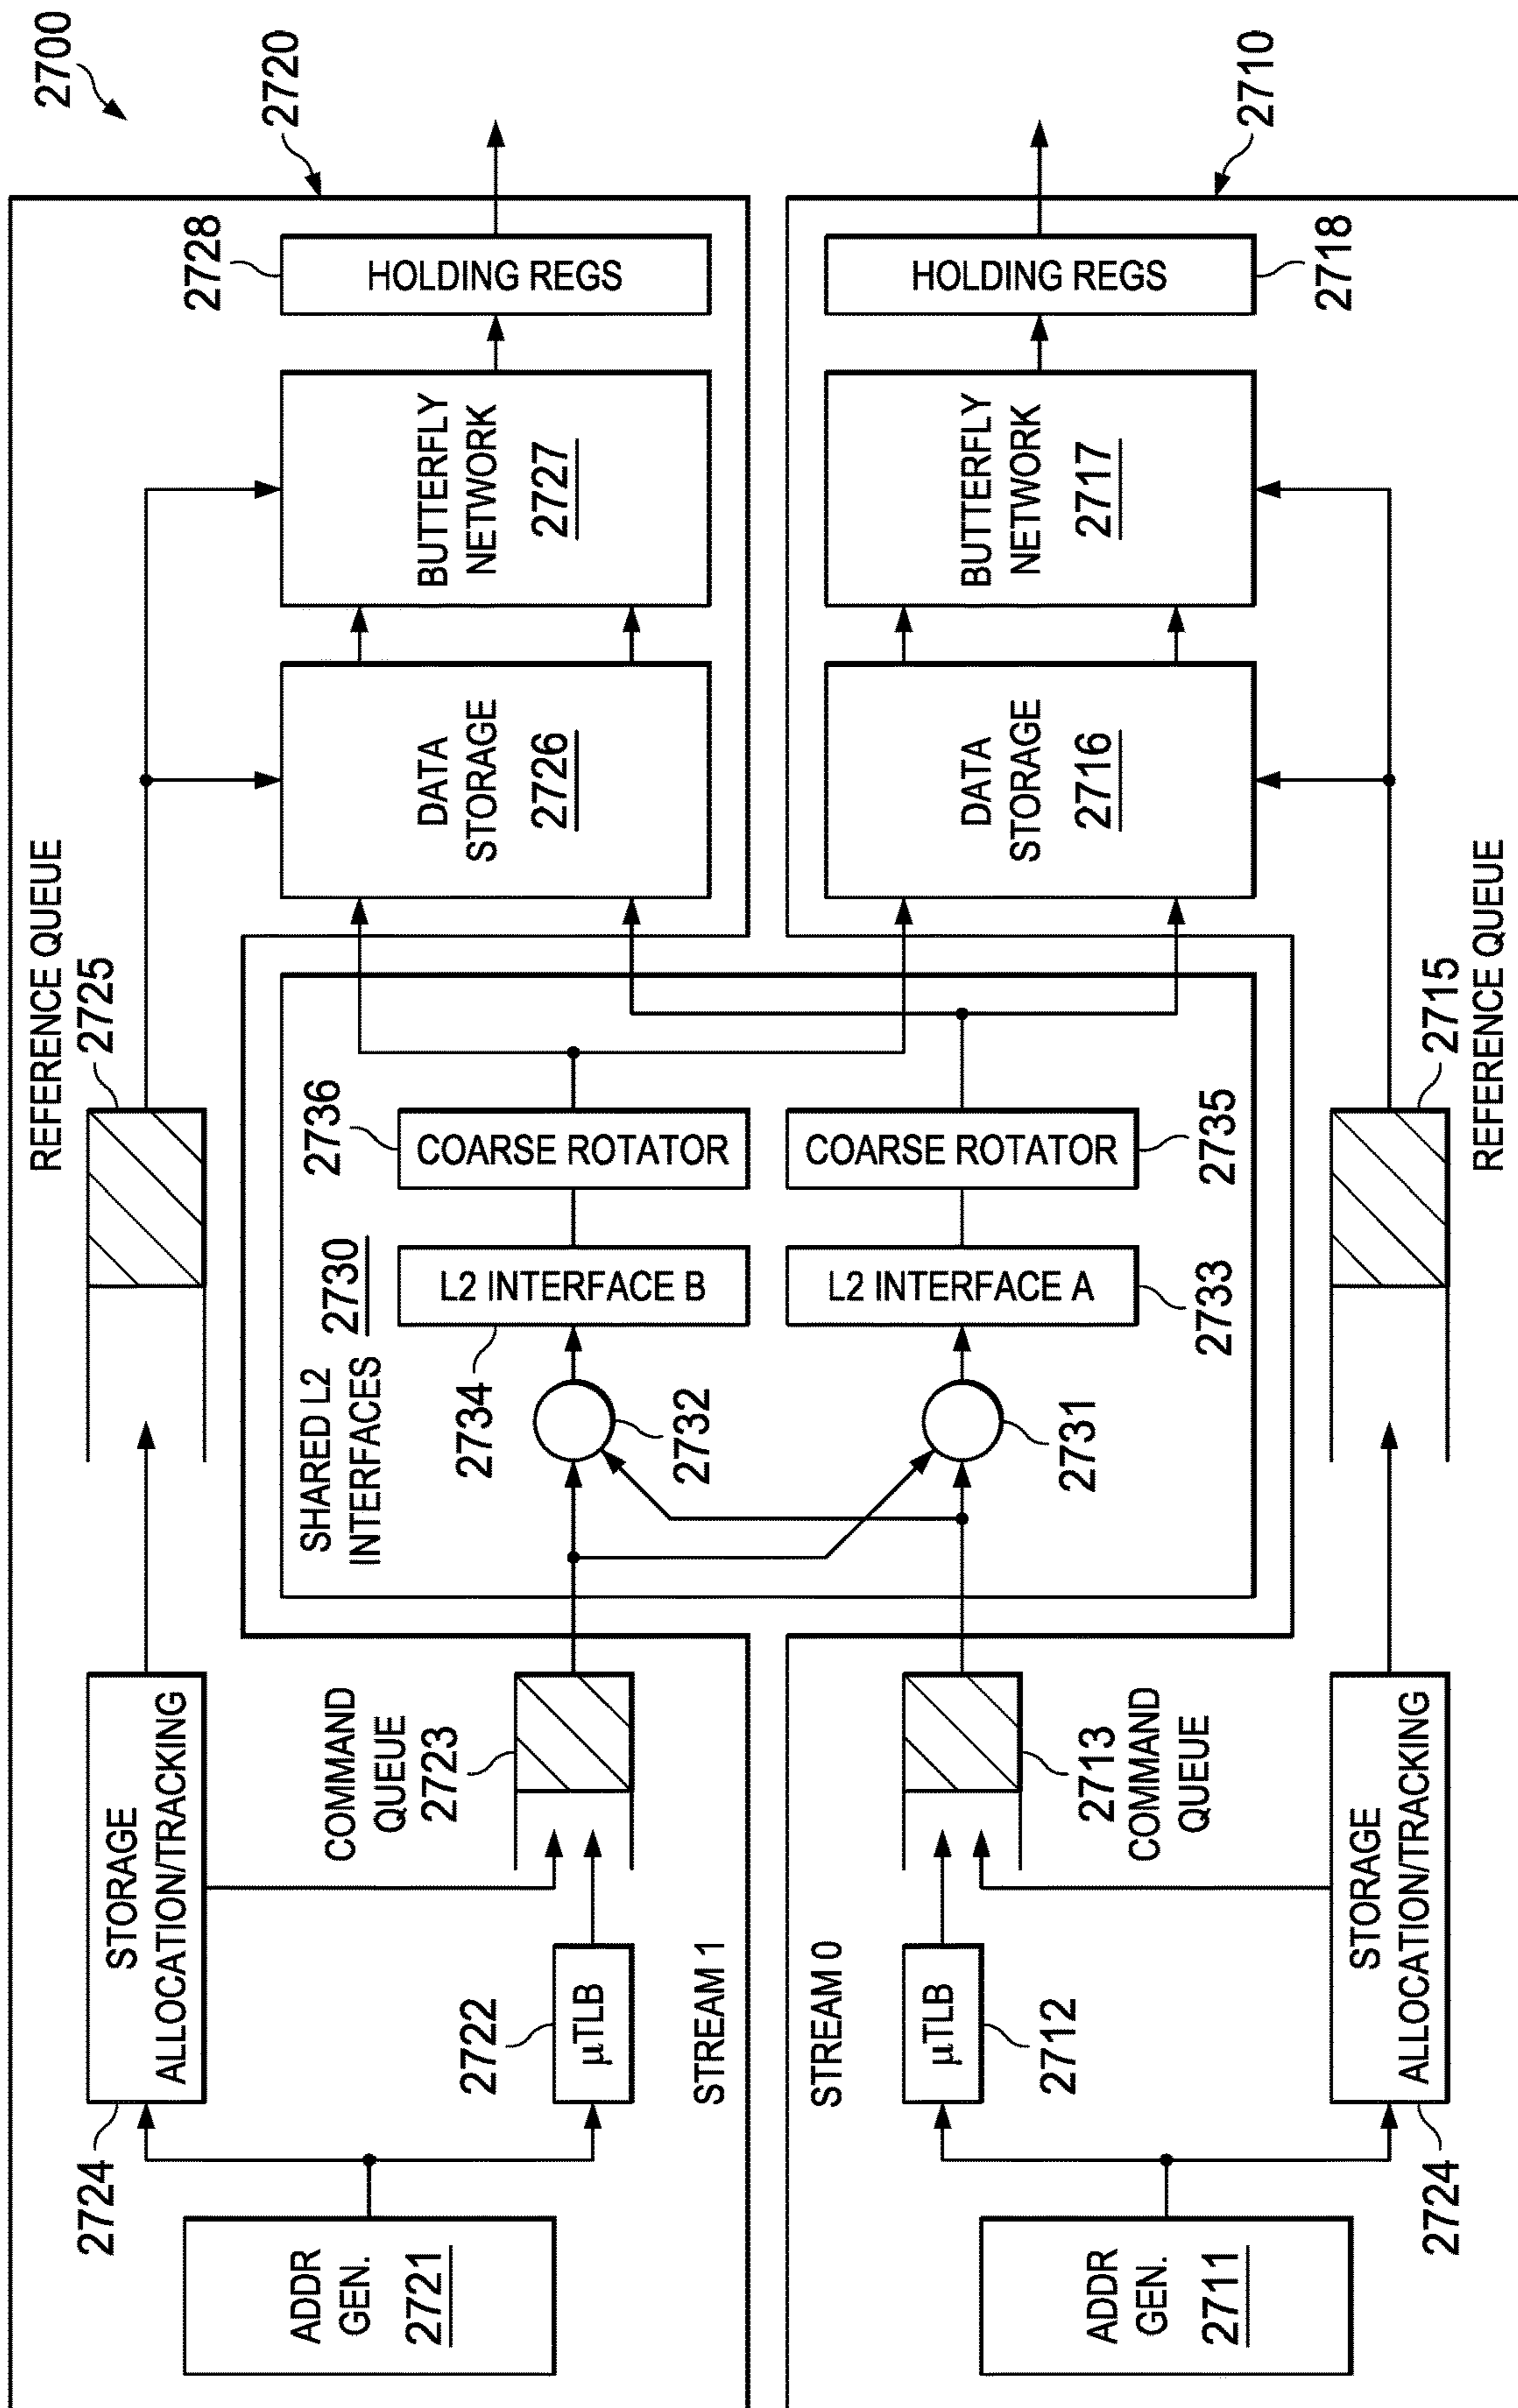 2700
2720
2710
REFERENCE QUEUE
2725
2728
HOLDING REGS
BUTTERFLY
NETWORK
2727
DATA
STORAGE
2726
STORAGE
ALLOCATION/TRACKING
2724
ADDR
GEN.
2721
COMMAND
QUEUE
2723
2722
µTLB
STREAM 1
SHARED L2
INTERFACES
2730
2734
L2 INTERFACE B
2736
COARSE ROTATOR
2732
2731
L2 INTERFACE A
2733
COARSE ROTATOR
2735
STREAM 0
µTLB
2712
2713
COMMAND
QUEUE
ADDR
GEN.
2711
STORAGE
ALLOCATION/TRACKING
2724
DATA
STORAGE
2716
BUTTERFLY
NETWORK
2717
HOLDING REGS
2718
2715
REFERENCE QUEUE